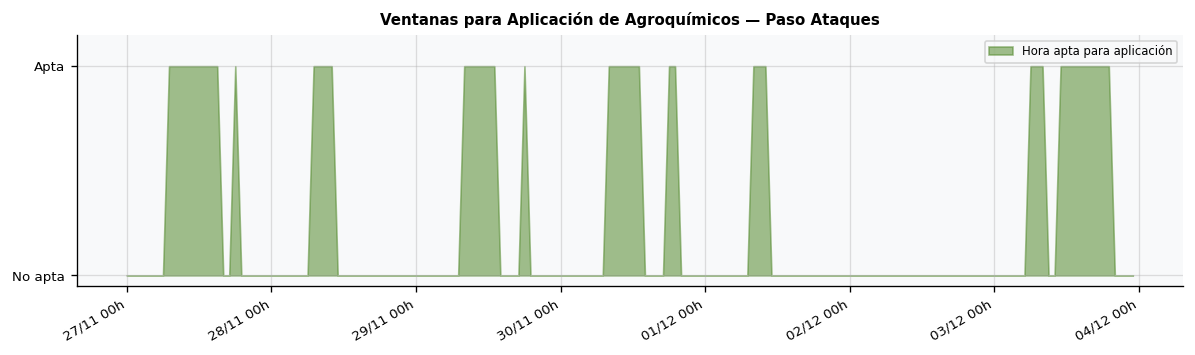 Ventanas para Aplicación de Agroquímicos — Paso Ataques
Hora apta para aplicación
Apta
No apta
27/11 00h
28/11 00h
29/11 00h
30/11 00h
01/12 00h
02/12 00h
03/12 00h
04/12 00h